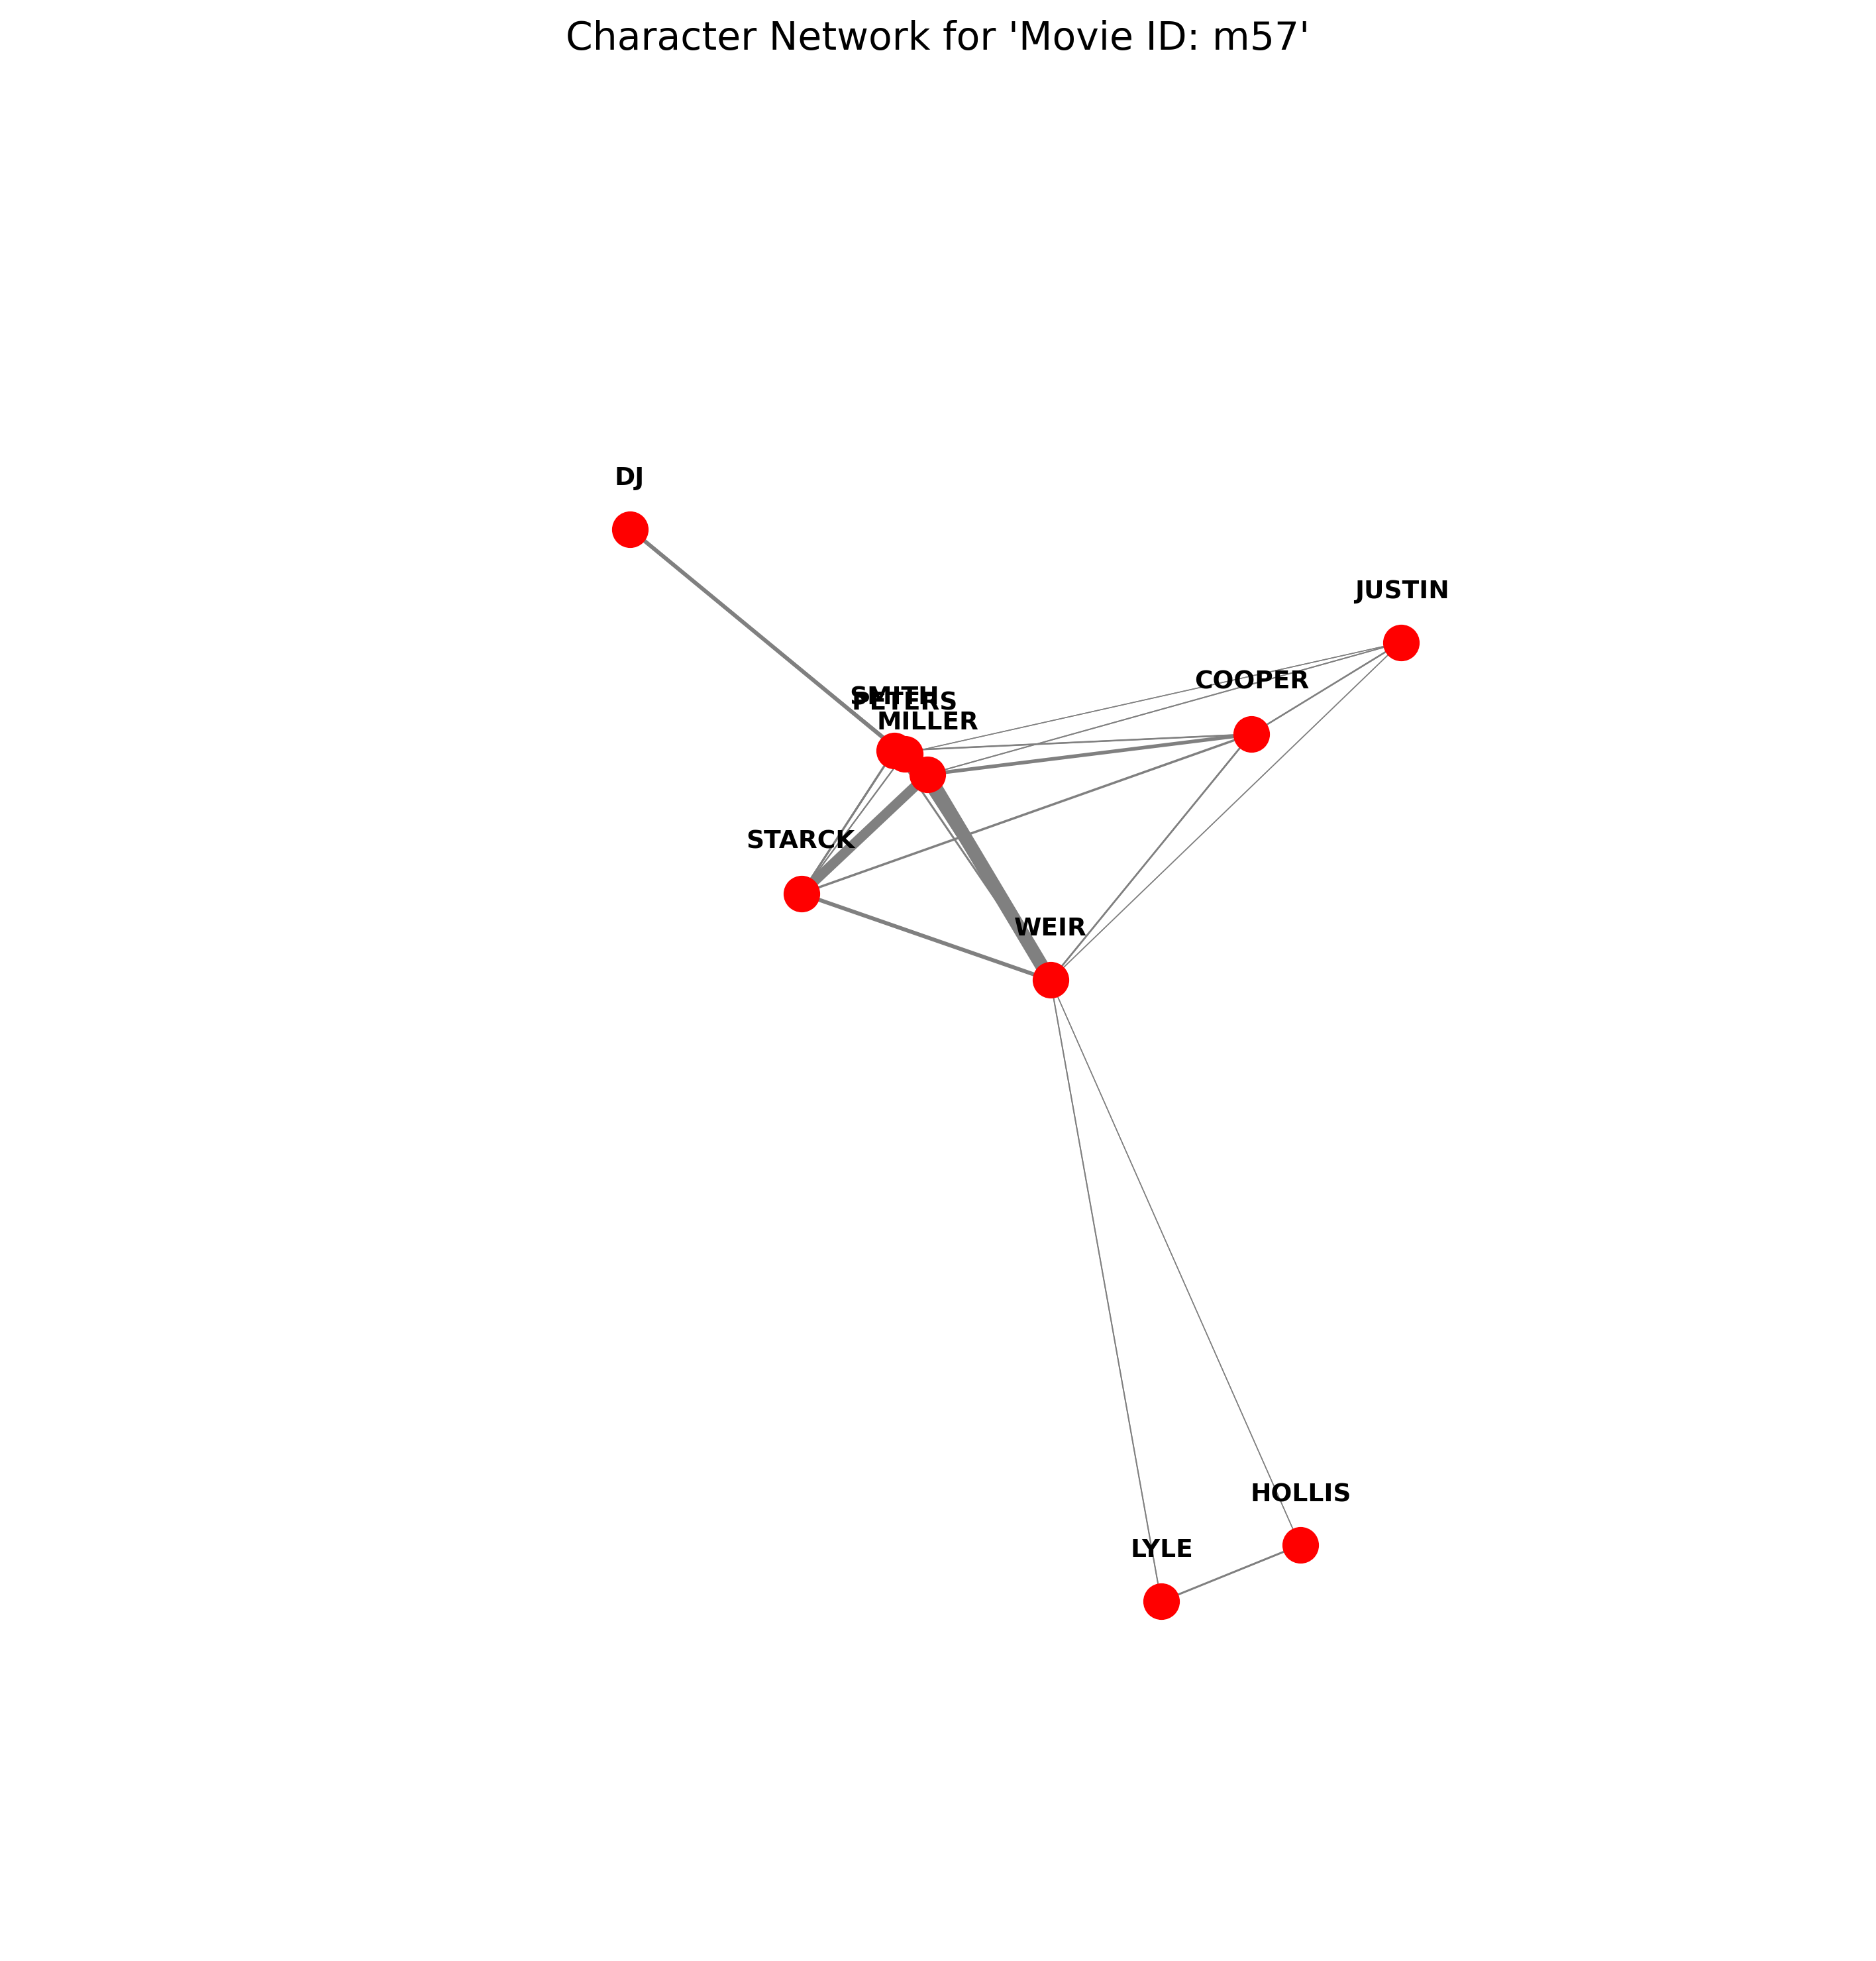 Character Network for 'Movie ID: m57'
DJ
JUSTIN
COOPER
SMITH
PETERS
MILLER
STARCK
WEIR
HOLLIS
LYLE